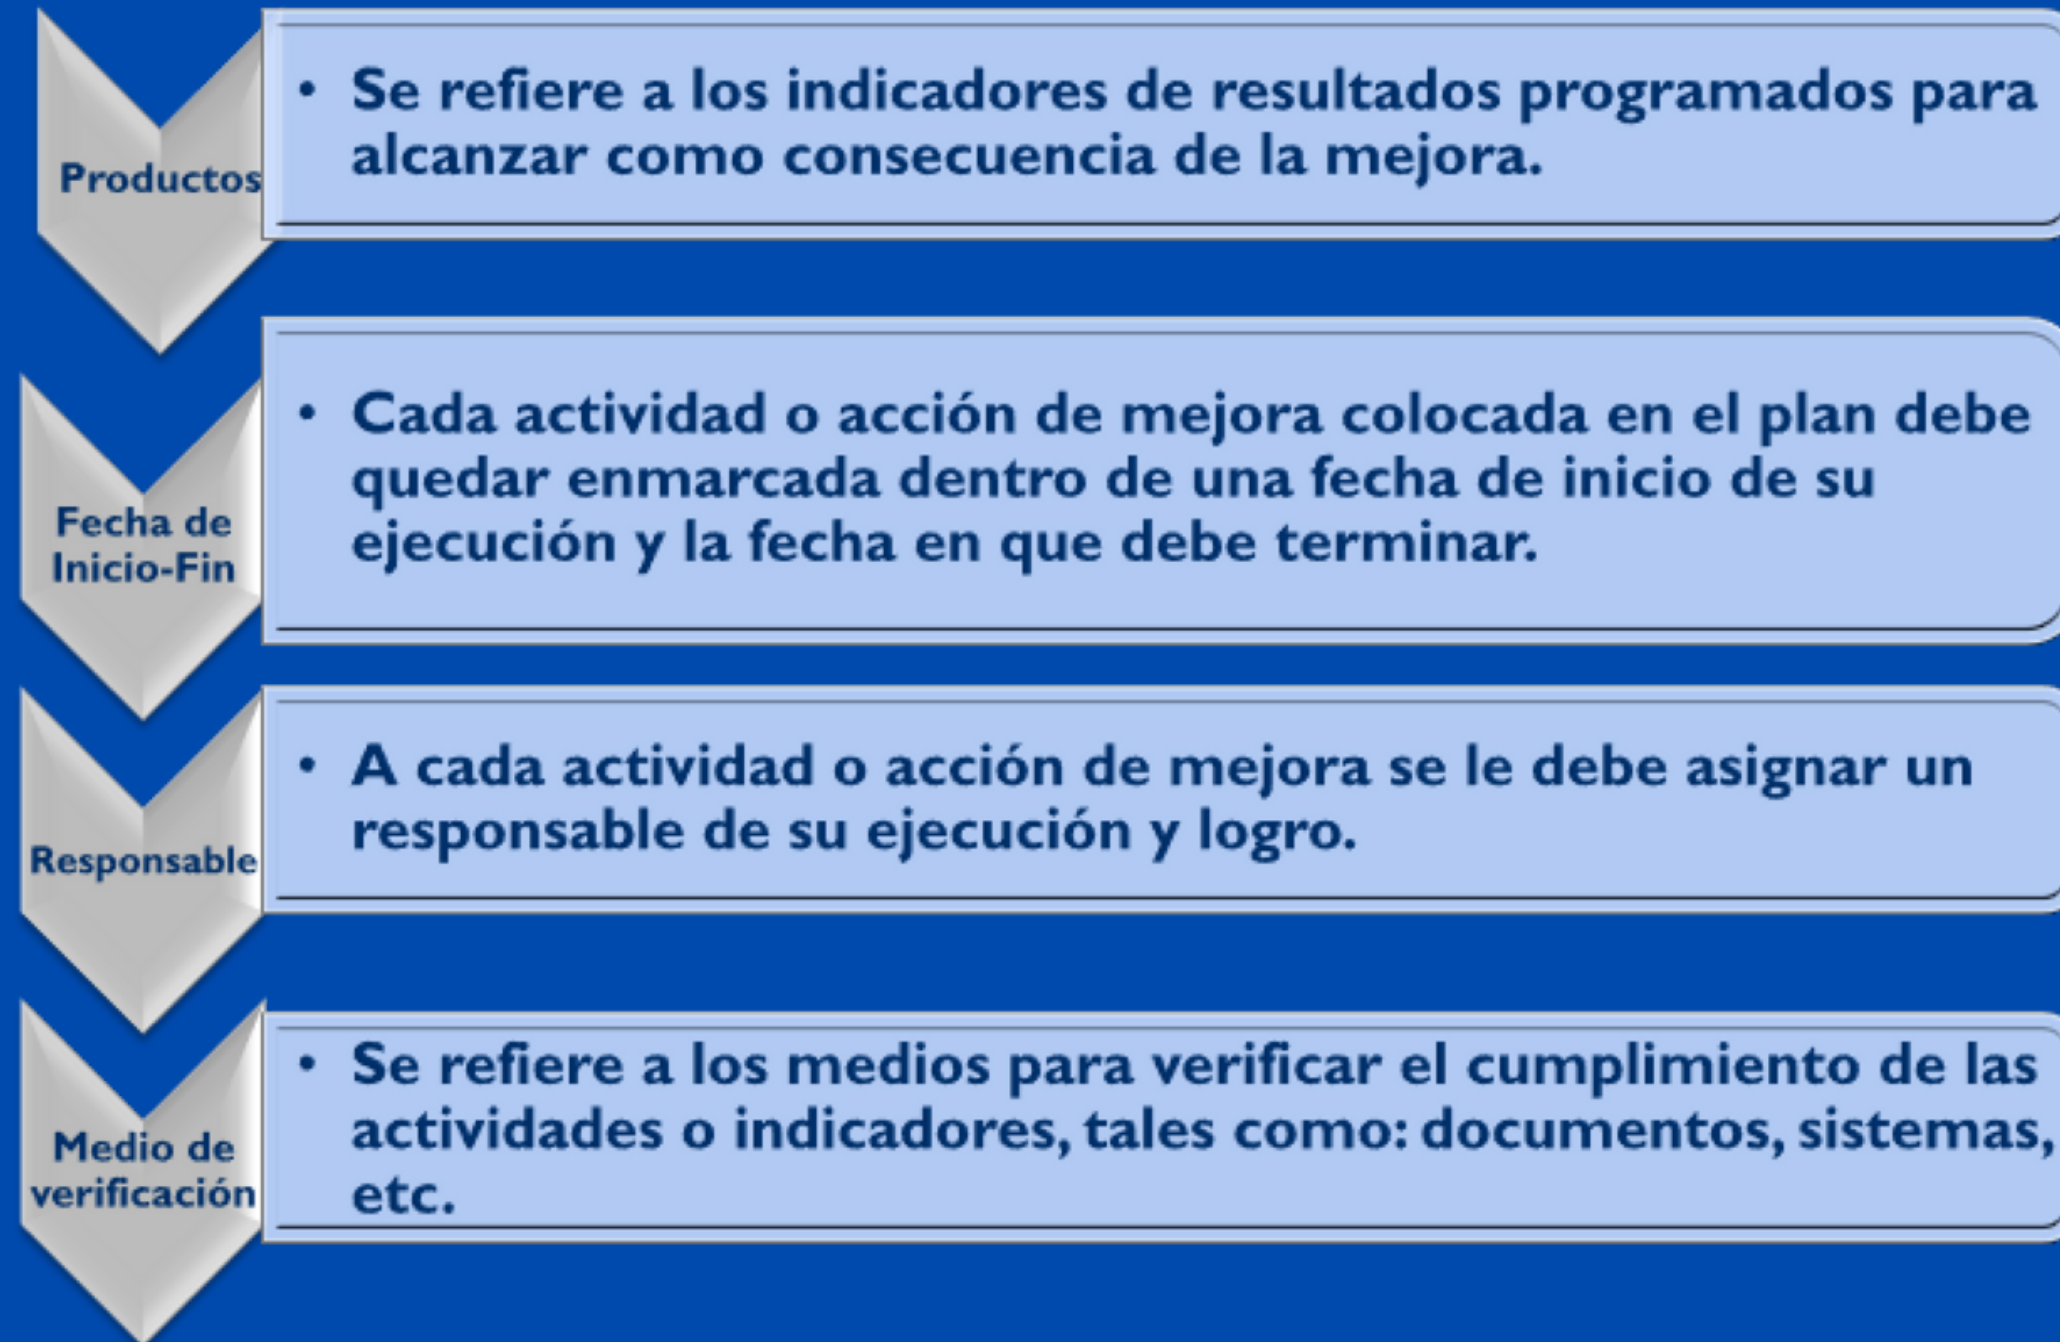 Productos
• Se refiere a los indicadores de resultados programados para
alcanzar como consecuencia de la mejora.
Fecha de
Inicio-Fin
• Cada actividad o acción de mejora colocada en el plan debe
quedar enmarcada dentro de una fecha de inicio de su
ejecución y la fecha en que debe terminar.
Responsable
• A cada actividad o acción de mejora se le debe asignar un
responsable de su ejecución y logro.
Medio de
verificación
• Se refiere a los medios para verificar el cumplimiento de las
actividades o indicadores, tales como: documentos, sistemas,
etc.